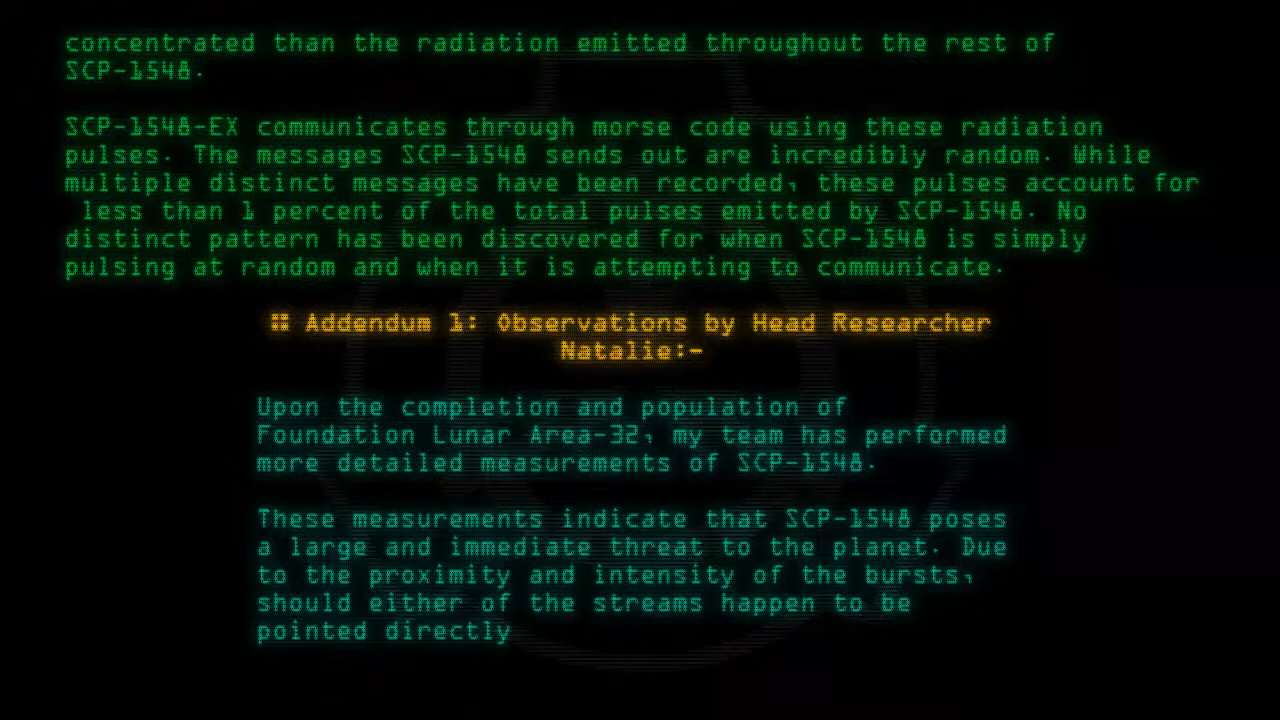 concentrated than the radiation emitted throughout the rest of
SCP-1548.
SCP-1548-EX communicates through morse code using these radiation
pulses. The messages SCP-1548 sends out are incredibly random. While
multiple distinct messages have been recorded, these pulses account for
less than 1 percent of the total pulses emitted by SCP-1548. No
distinct pattern has been discovered for when SCP-1548 is simply
pulsing at random and when it is attempting to communicate.
:: Addendum 1: Observations by Head Researcher
Natalie:-
Upon the completion and population of
Foundation Lunar Area-32, my team has performed
more detailed measurements of SCP-1548.
These measurements indicate that SCP-1548 poses
a large and immediate threat to the planet. Due
to the proximity and intensity of the bursts,
should either of the streams happen to be
pointed directly